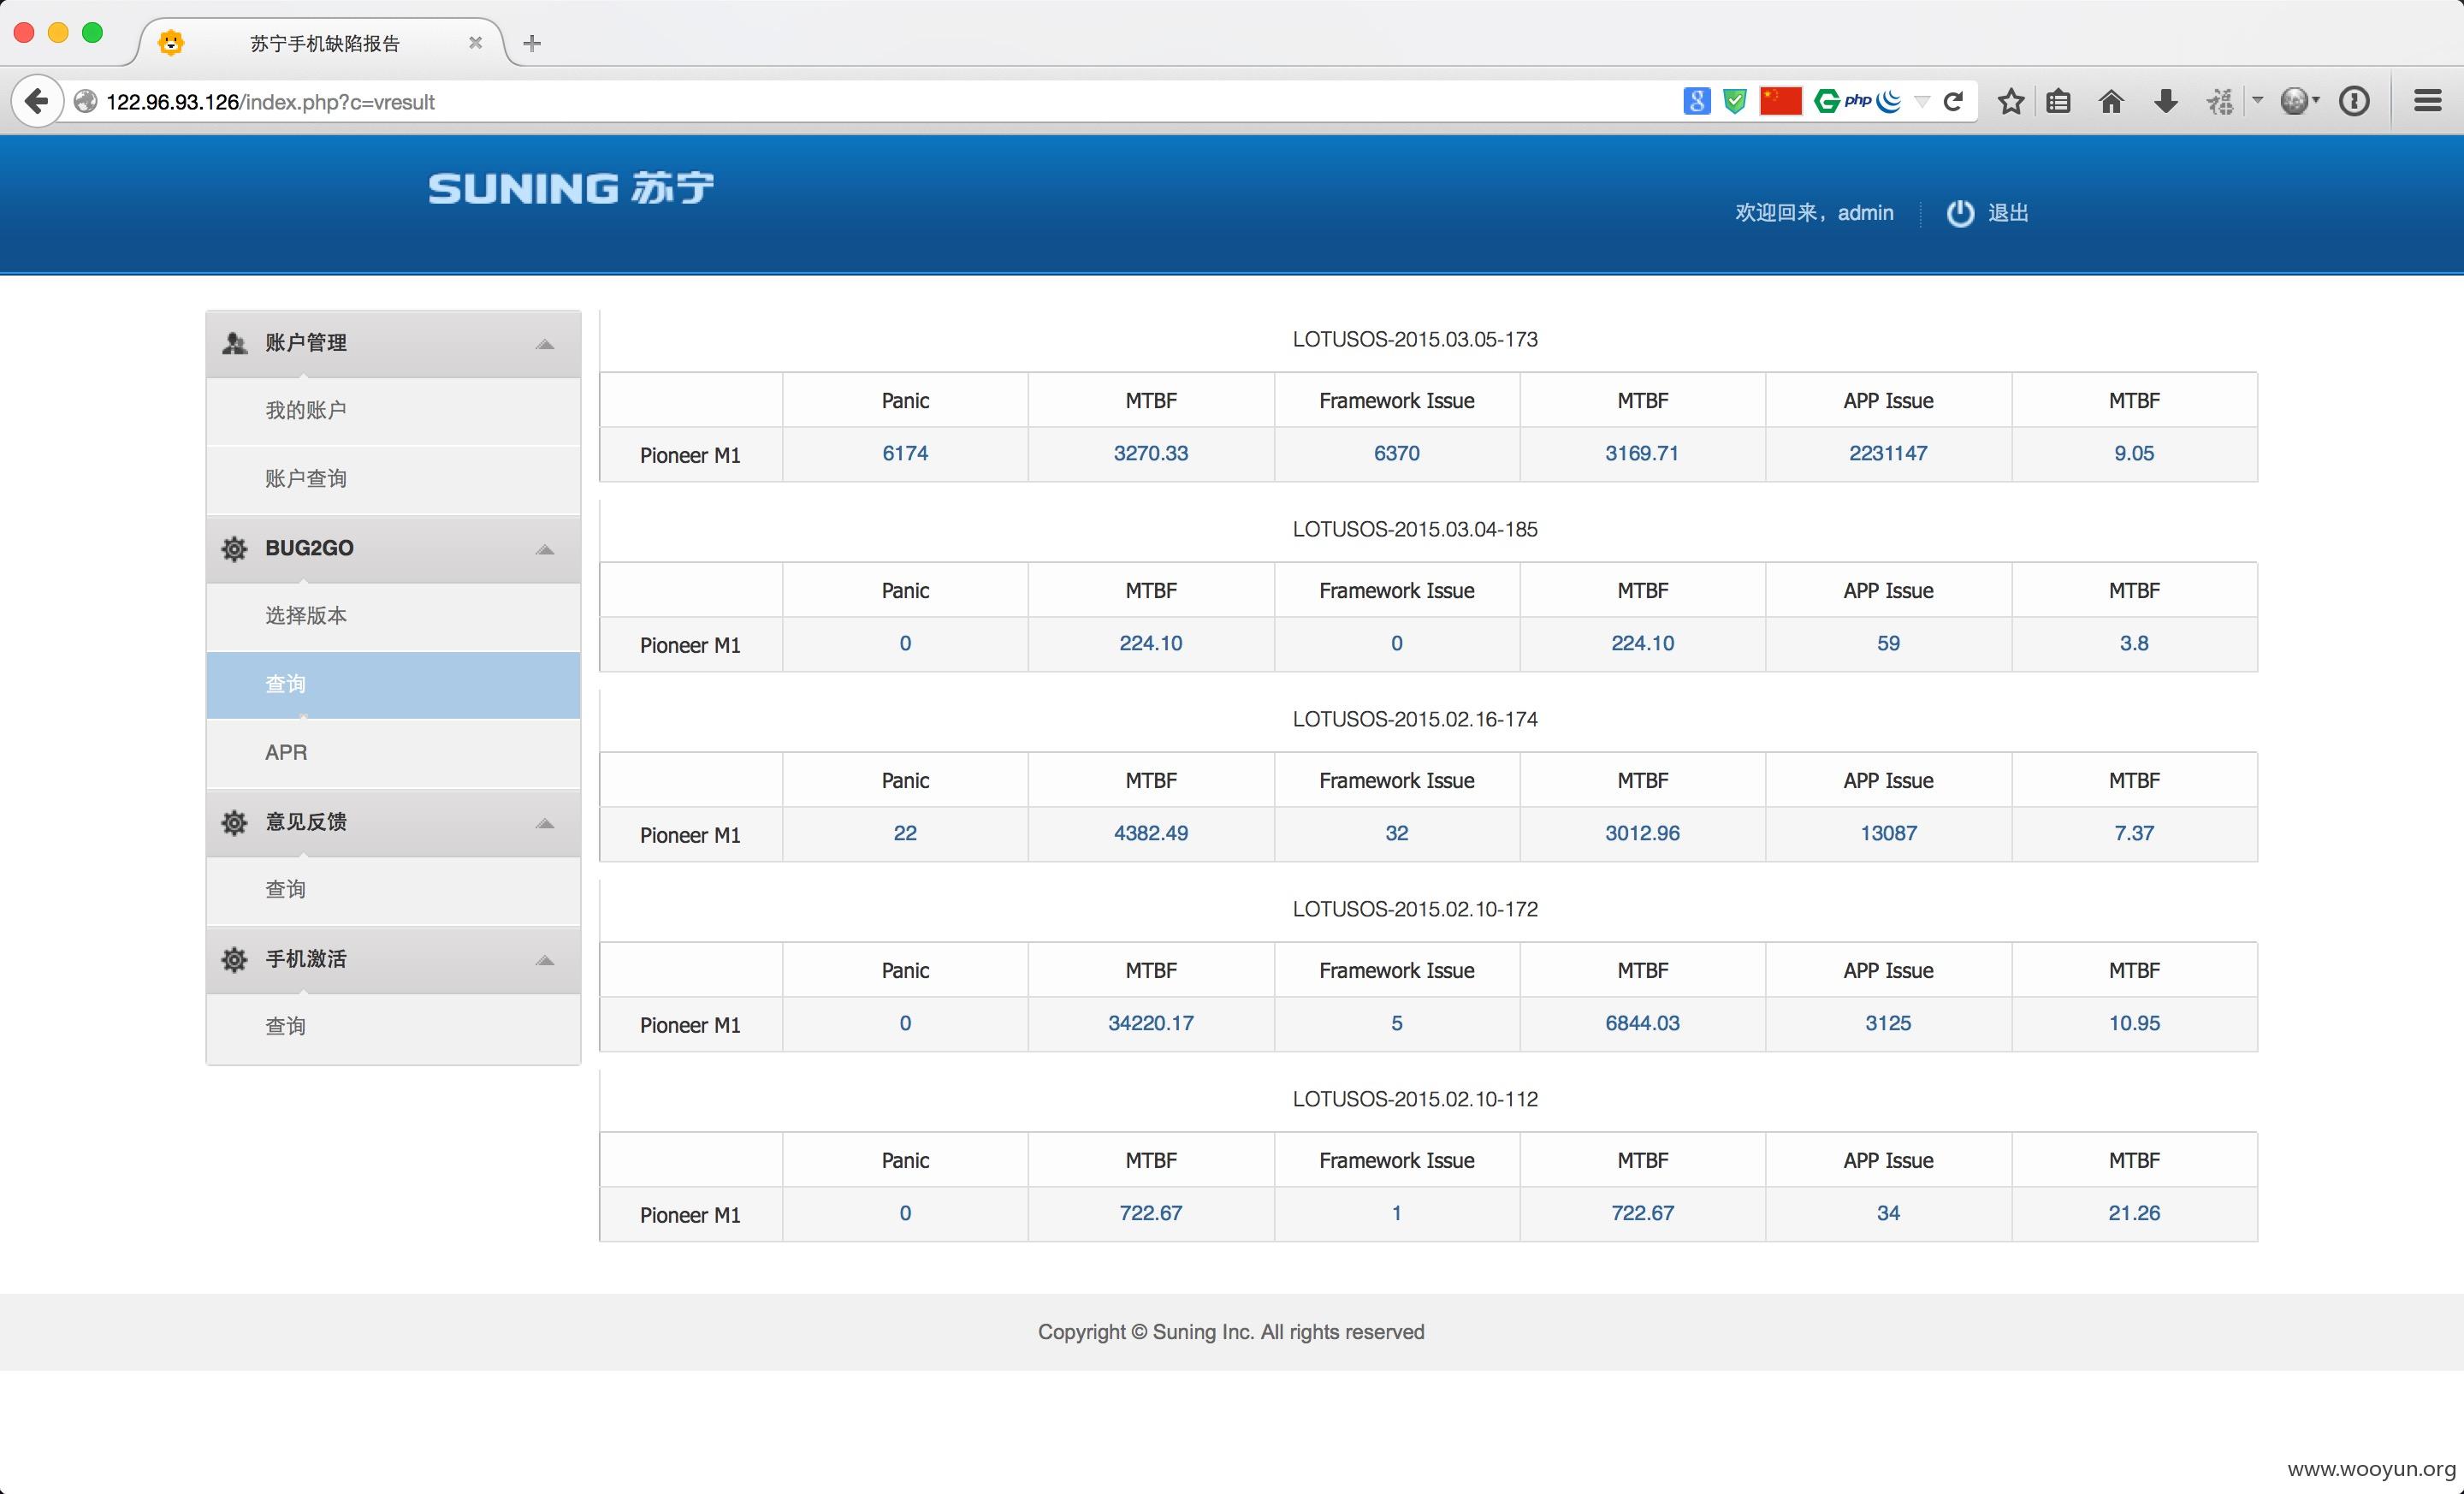 苏宁手机缺陷报告
122.96.93.126/index.php?c=vresult
php
SUNING 苏宁
欢迎回来，admin
退出
账户管理
我的账户
账户查询
BUG2GO
选择版本
查询
APR
意见反馈
查询
手机激活
查询
LOTUSOS-2015.03.05-173
Panic MTBF Framework Issue MTBF APP Issue MTBF
Pioneer M1 6174 3270.33 6370 3169.71 2231147 9.05
LOTUSOS-2015.03.04-185
Panic MTBF Framework Issue MTBF APP Issue MTBF
Pioneer M1 0 224.10 0 224.10 59 3.8
LOTUSOS-2015.02.16-174
Panic MTBF Framework Issue MTBF APP Issue MTBF
Pioneer M1 22 4382.49 32 3012.96 13087 7.37
LOTUSOS-2015.02.10-172
Panic MTBF Framework Issue MTBF APP Issue MTBF
Pioneer M1 0 34220.17 5 6844.03 3125 10.95
LOTUSOS-2015.02.10-112
Panic MTBF Framework Issue MTBF APP Issue MTBF
Pioneer M1 0 722.67 1 722.67 34 21.26
Copyright © Suning Inc. All rights reserved
www.wooyun.org